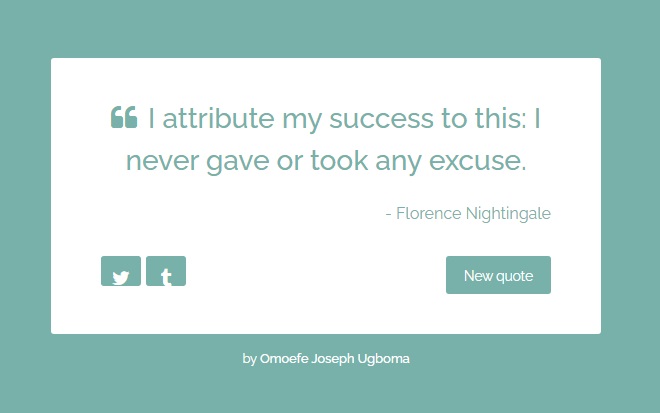 “ I attribute my success to this: I
never gave or took any excuse.
- Florence Nightingale
t
New quote
by Omoefe Joseph Ugboma